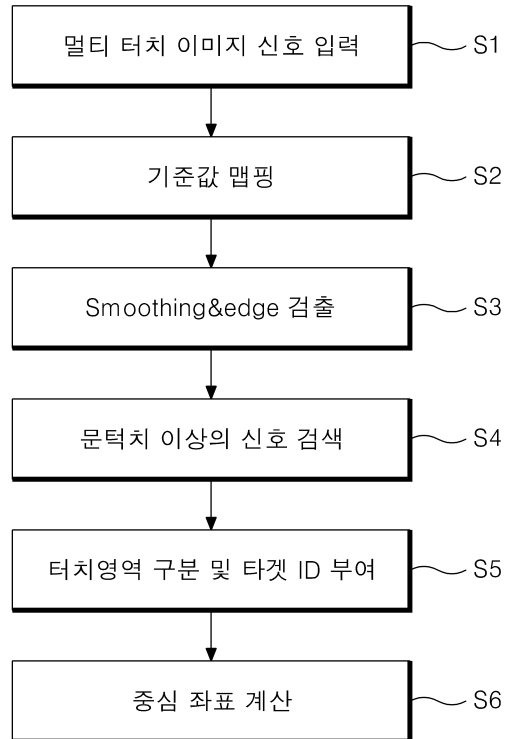 멀티 터치 이미지 신호 입력 S1
기준값 맵핑 S2
Smoothing&edge 검출 S3
문턱치 이상의 신호 검색 S4
터치영역 구분 및 타겟 ID 부여 S5
중심 좌표 계산 S6